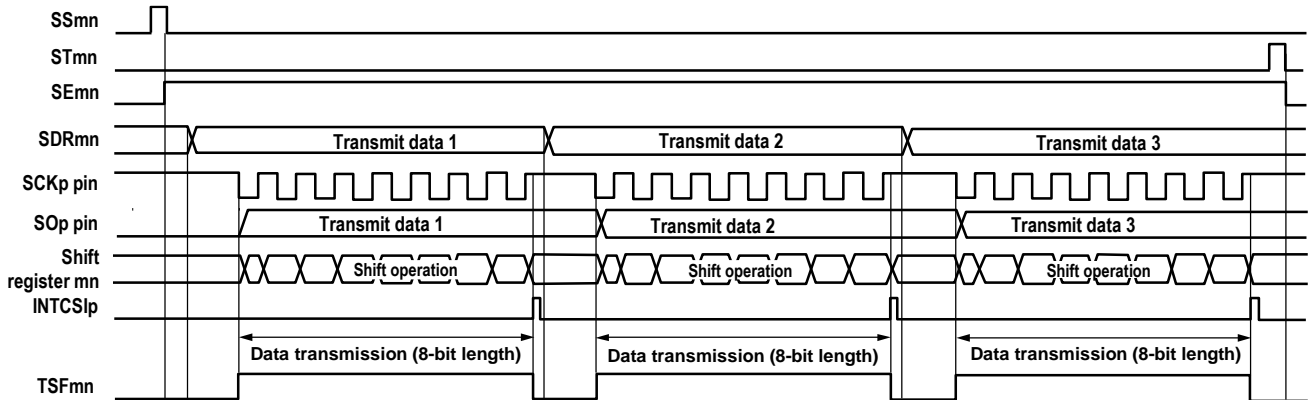 SSmn
STmn
SEmn
SDRmn Transmit data 1 Transmit data 2 Transmit data 3
SCKp pin
SOp pin Transmit data 1 Transmit data 2 Transmit data 3
Shift
register mn Shift operation Shift operation Shift operation
INTCSIp
Data transmission (8-bit length) Data transmission (8-bit length) Data transmission (8-bit length)
TSFmn